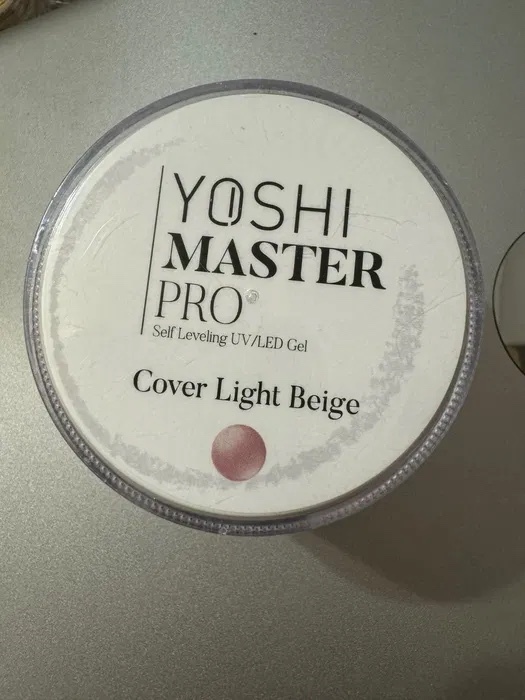 YOSHI
MASTER
PRO
Self Leveling UV/LED Gel
Cover Light Beige